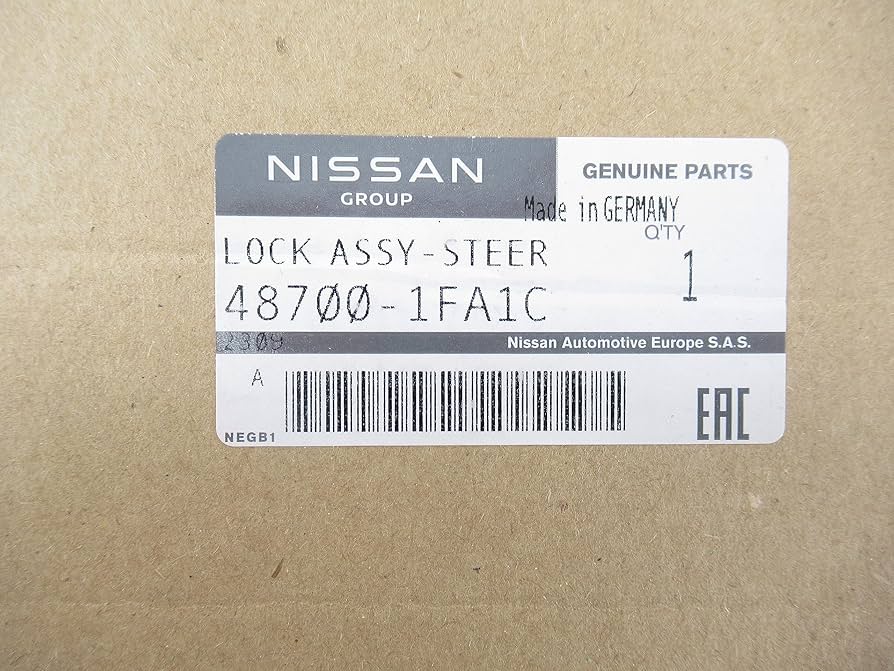 NISSAN
GROUP
GENUINE PARTS
Made in GERMANY
Q'TY
LOCK ASSY-STEER
48700-1FA1C
1
2309
Nissan Automotive Europe S.A.S.
A
NEGB1
EAC